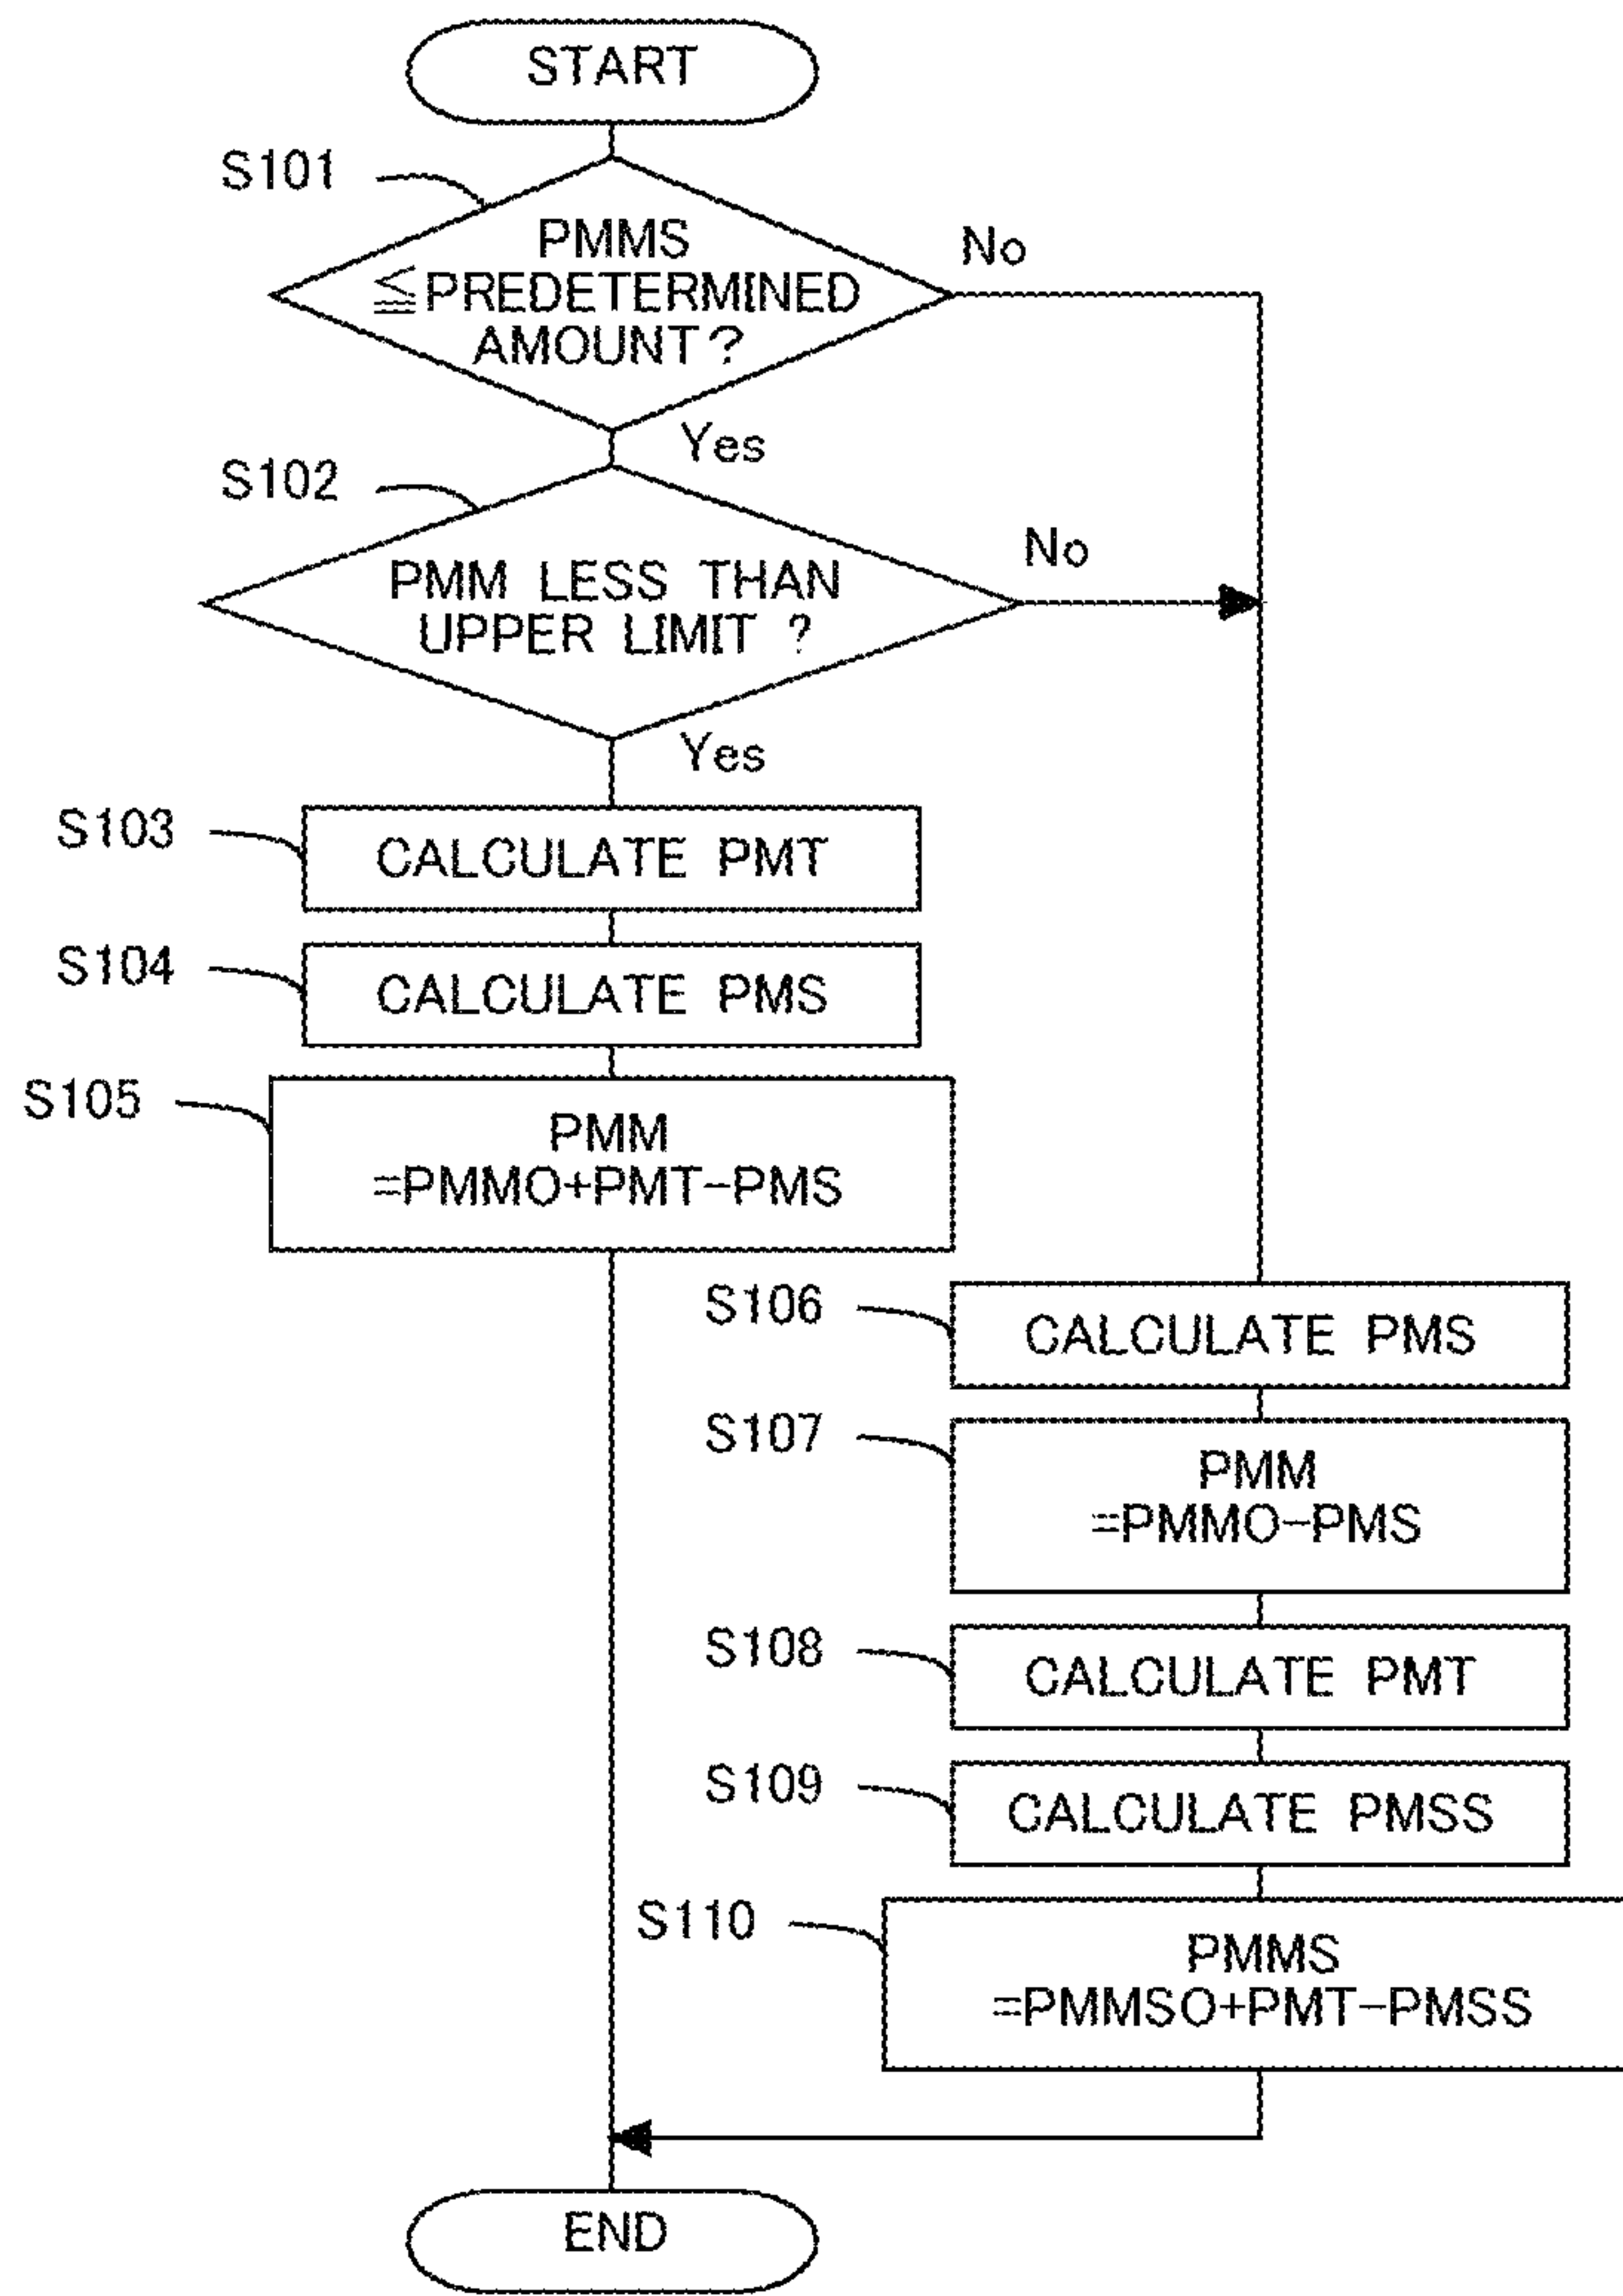 START
S101
PMMS
≦PREDETERMINED
AMOUNT?
No
Yes
S102
PMM LESS THAN
UPPER LIMIT ?
No
Yes
S103
CALCULATE PMT
S104
CALCULATE PMS
S105
PMM
=PMMO+PMT-PMS
S106
CALCULATE PMS
S107
PMM
=PMMO-PMS
S108
CALCULATE PMT
S109
CALCULATE PMSS
S110
PMMS
=PMMSO+PMT-PMSS
END